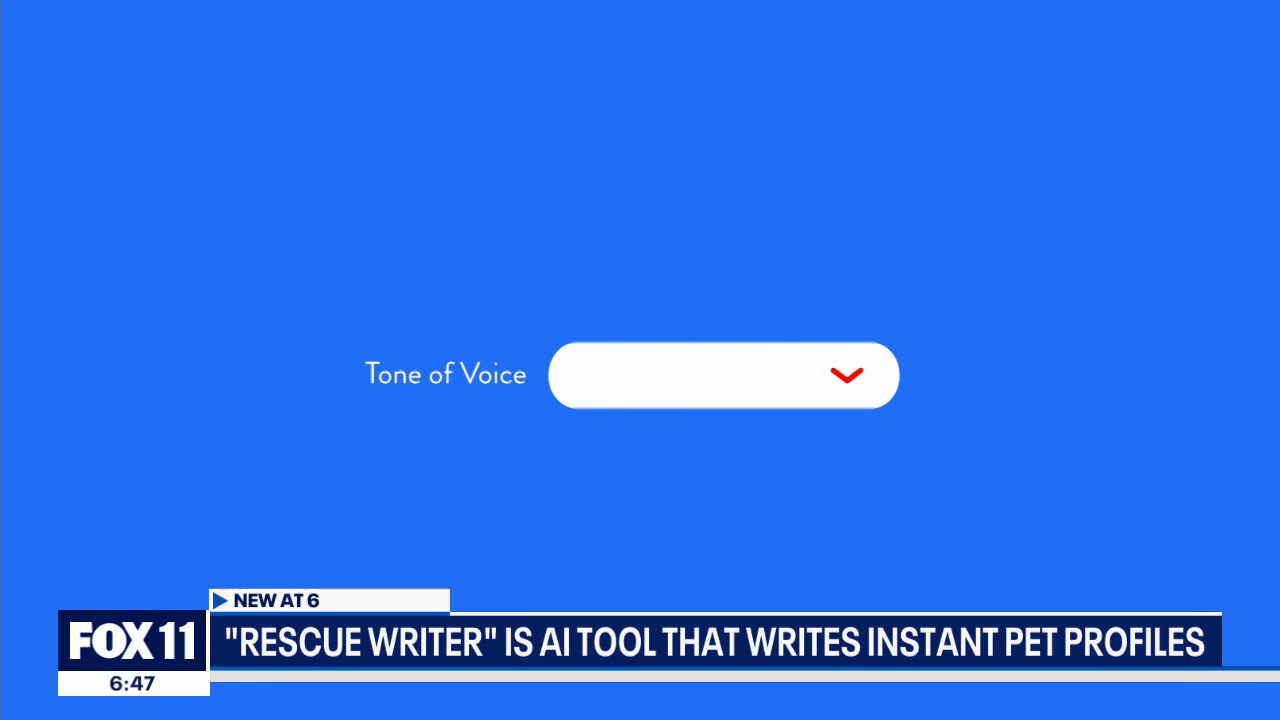 Tone of Voice
NEW AT 6
FOX 11
"RESCUE WRITER" IS AI TOOL THAT WRITES INSTANT PET PROFILES
6:47